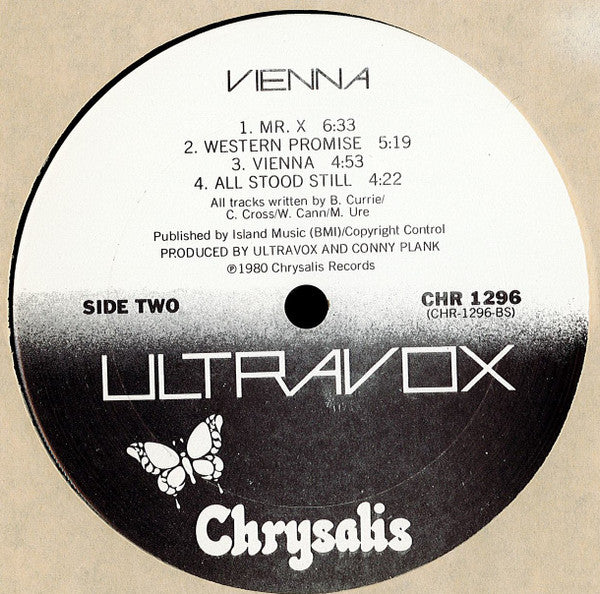 VIENNA
1. MR. X 6:33
2. WESTERN PROMISE 5:19
3. VIENNA 4:53
4. ALL STOOD STILL 4:22
All tracks written by B. Currie/
C. Cross/W. Cann/M. Ure
Published by Island Music (BMI)/Copyright Control
PRODUCED BY ULTRAVOX AND CONNY PLANK
℗1980 Chrysalis Records
SIDE TWO
CHR 1296
(CHR-1296-BS)
ULTRAVOX
Chrysalis